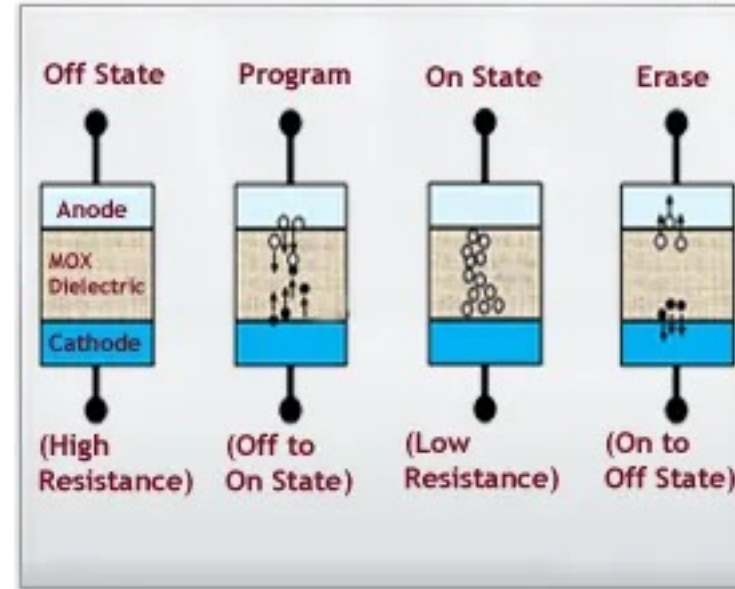 Off State
Program
On State
Erase
Anode
MOX
Dielectric
Cathode
(High
Resistance)
(Off to
On State)
(Low
Resistance)
(On to
Off State)